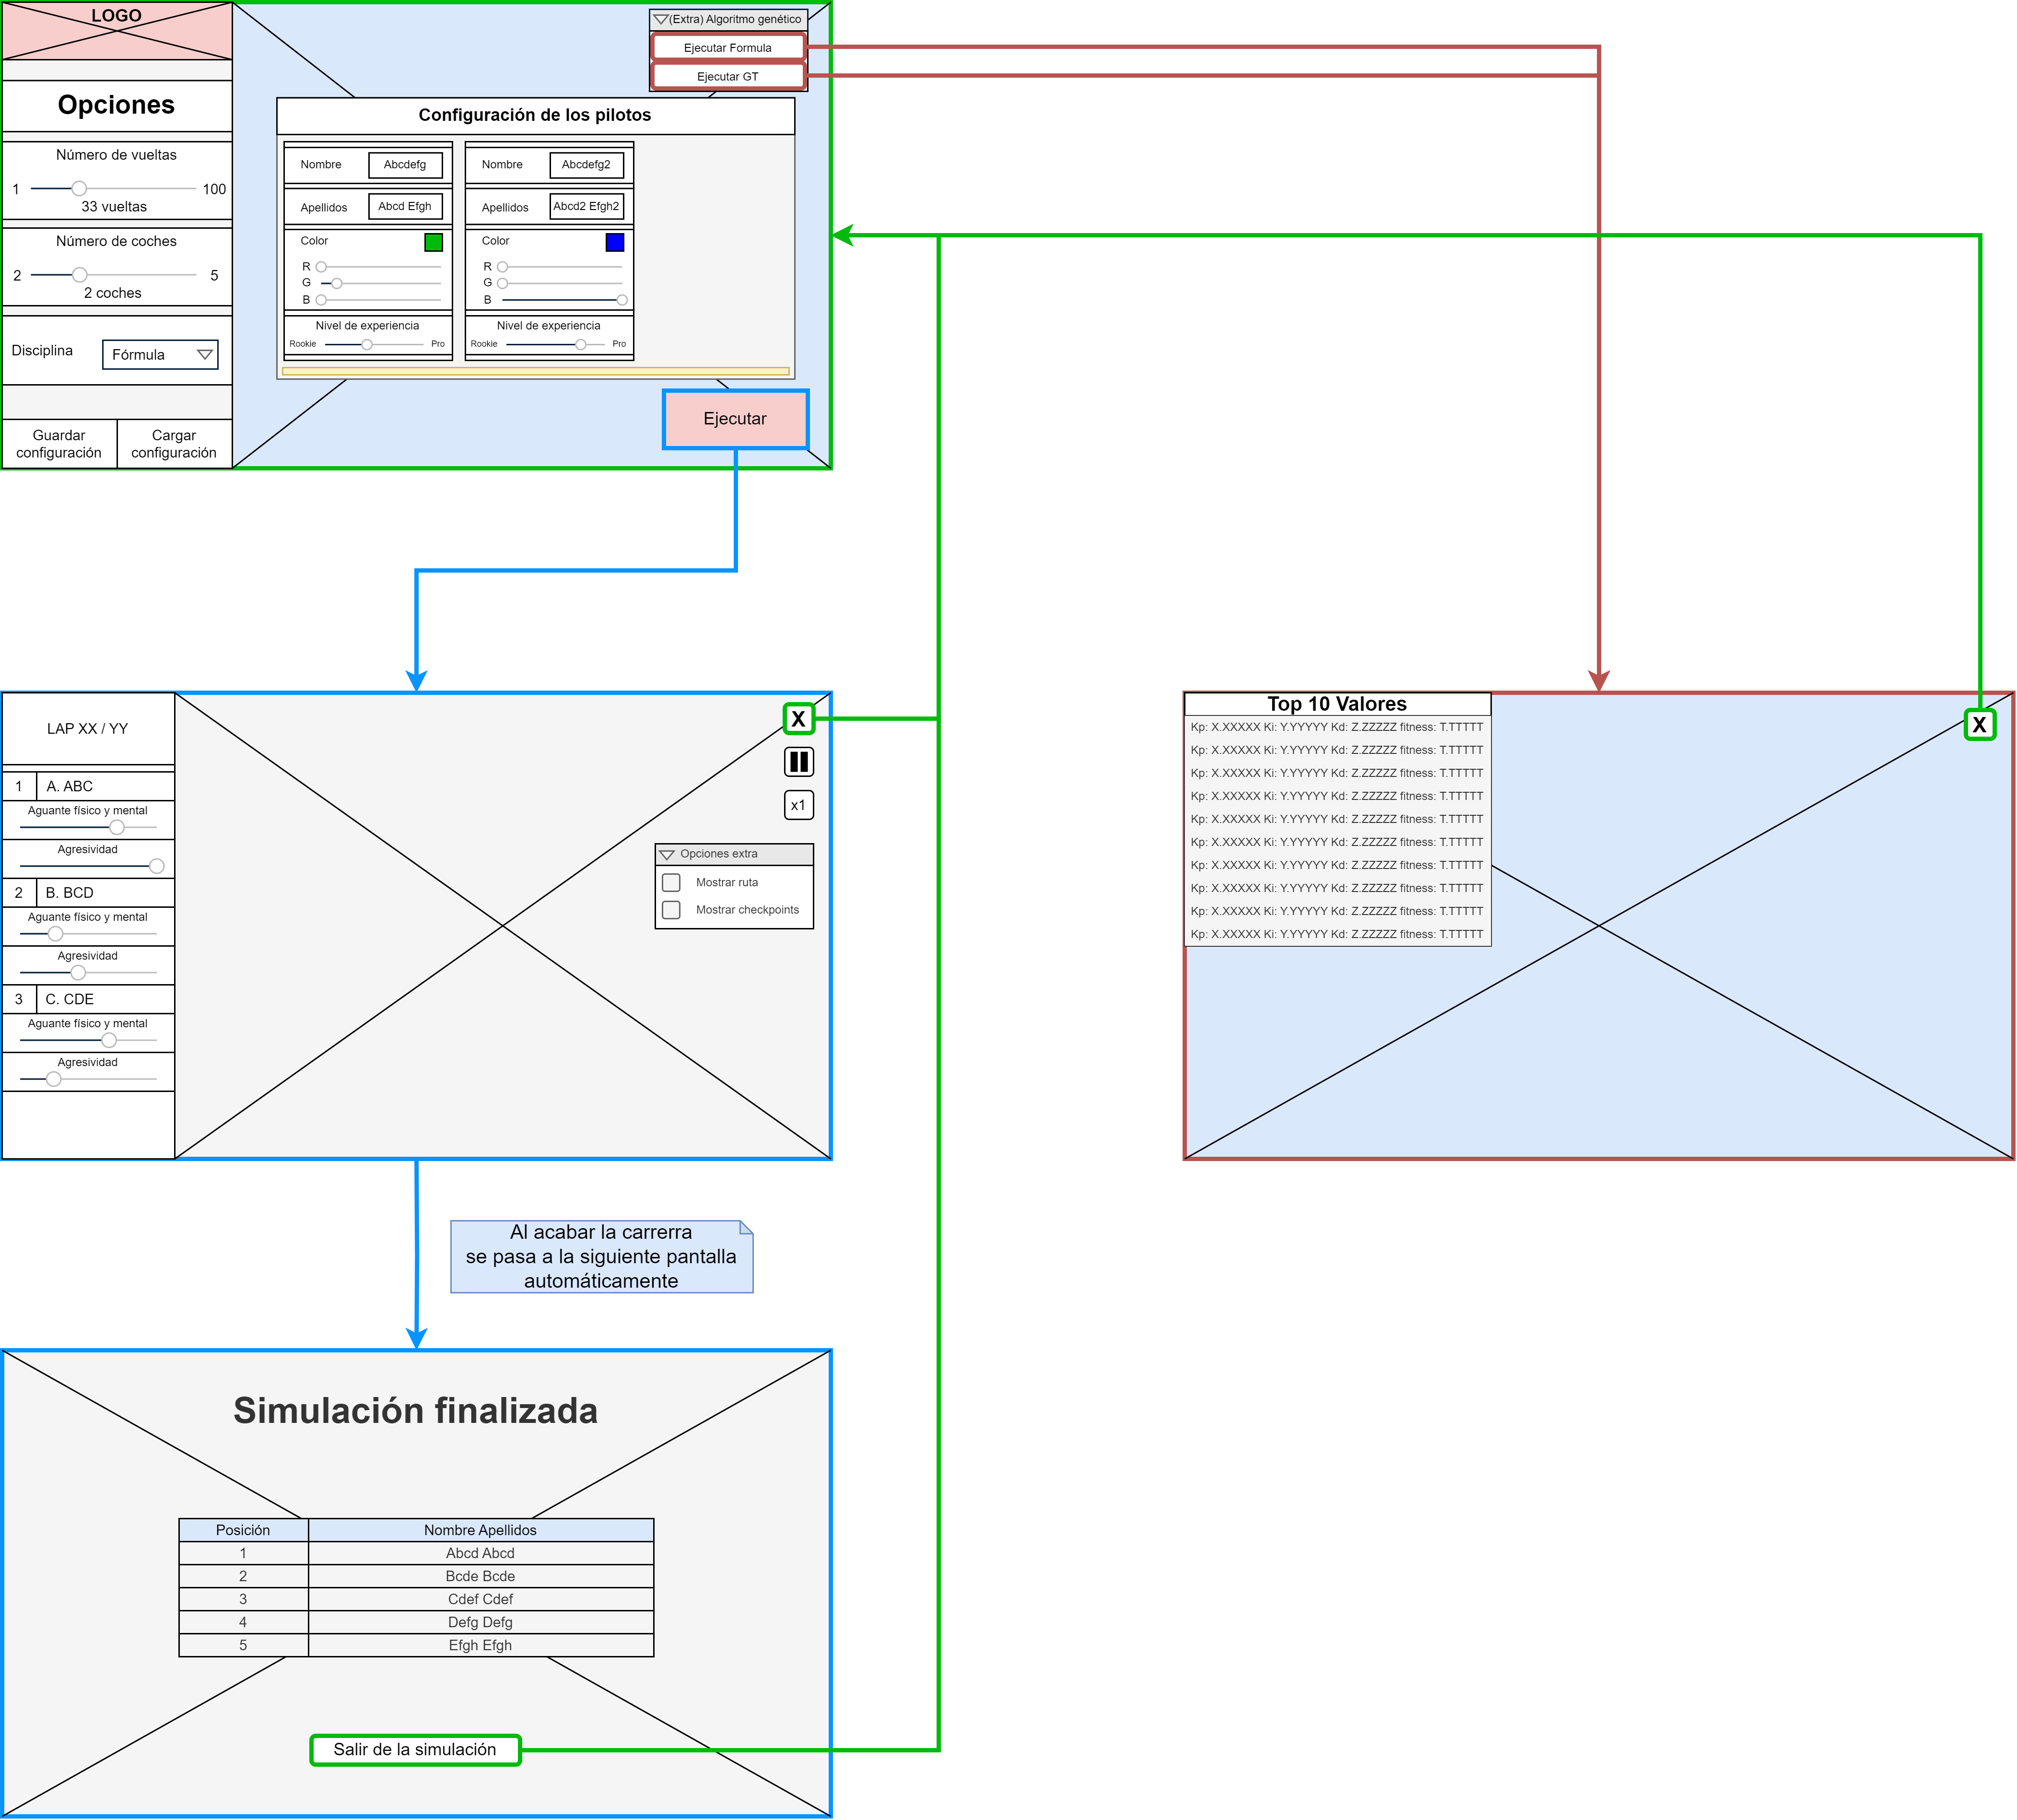 LOGO
Opciones
Número de vueltas
1 100
33 vueltas
Número de coches
2 5
2 coches
Disciplina Fórmula
Guardar configuración
Cargar configuración
(Extra) Algoritmo genético
Ejecutar Formula
Ejecutar GT
Configuración de los pilotos
Nombre Abcdefg
Apellidos Abcd Efgh
Color
R
G
B
Nivel de experiencia
Rookie Pro
Nombre Abcdefg2
Apellidos Abcd2 Efgh2
Color
R
G
B
Nivel de experiencia
Rookie Pro
Ejecutar
LAP XX / YY
1 A. ABC
Aguante físico y mental
Agresividad
2 B. BCD
Aguante físico y mental
Agresividad
3 C. CDE
Aguante físico y mental
Agresividad
X
x1
Opciones extra
Mostrar ruta
Mostrar checkpoints
Top 10 Valores
Kp: X.XXXXX Ki: Y.YYYYY Kd: Z.ZZZZZ fitness: T.TTTTT
Kp: X.XXXXX Ki: Y.YYYYY Kd: Z.ZZZZZ fitness: T.TTTTT
Kp: X.XXXXX Ki: Y.YYYYY Kd: Z.ZZZZZ fitness: T.TTTTT
Kp: X.XXXXX Ki: Y.YYYYY Kd: Z.ZZZZZ fitness: T.TTTTT
Kp: X.XXXXX Ki: Y.YYYYY Kd: Z.ZZZZZ fitness: T.TTTTT
Kp: X.XXXXX Ki: Y.YYYYY Kd: Z.ZZZZZ fitness: T.TTTTT
Kp: X.XXXXX Ki: Y.YYYYY Kd: Z.ZZZZZ fitness: T.TTTTT
Kp: X.XXXXX Ki: Y.YYYYY Kd: Z.ZZZZZ fitness: T.TTTTT
Kp: X.XXXXX Ki: Y.YYYYY Kd: Z.ZZZZZ fitness: T.TTTTT
Kp: X.XXXXX Ki: Y.YYYYY Kd: Z.ZZZZZ fitness: T.TTTTT
X
Al acabar la carrerra
se pasa a la siguiente pantalla
automáticamente
Simulación finalizada
Posición Nombre Apellidos
1 Abcd Abcd
2 Bcde Bcde
3 Cdef Cdef
4 Defg Defg
5 Efgh Efgh
Salir de la simulación